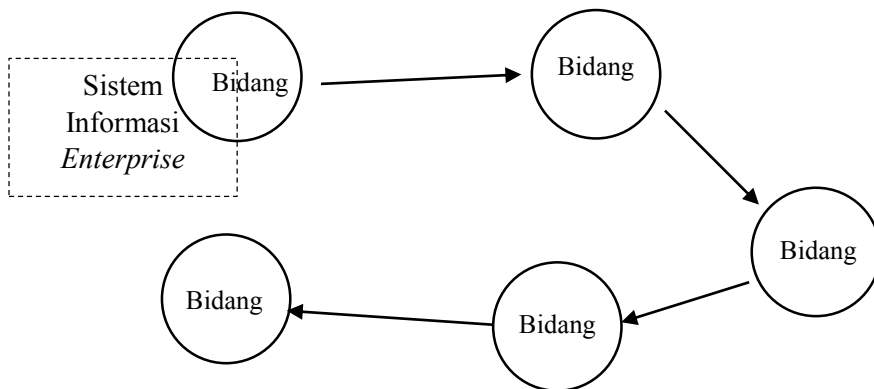 Sistem
Informasi
Enterprise
Bidang
Bidang
Bidang
Bidang
Bidang